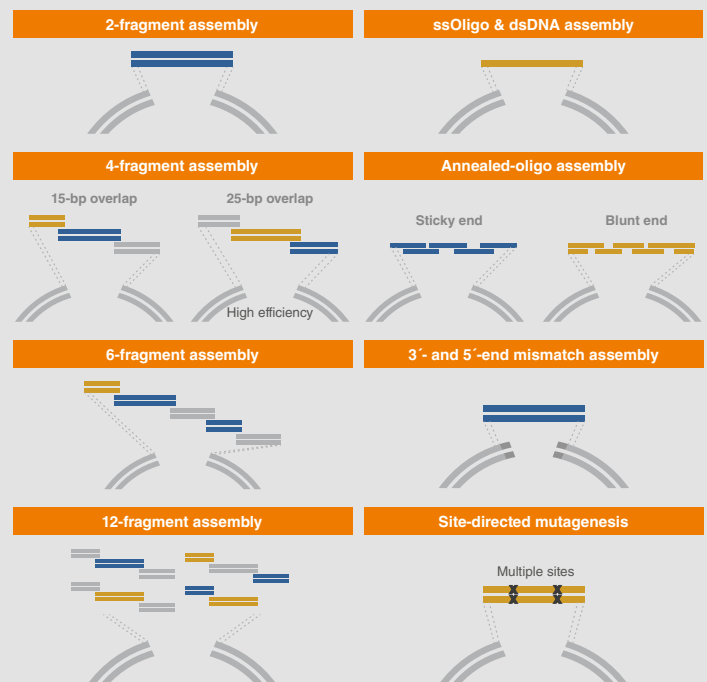 2-fragment assembly
ssOligo & dsDNA assembly
4-fragment assembly
15-bp overlap
25-bp overlap
High efficiency
Annealed-oligo assembly
Sticky end
Blunt end
6-fragment assembly
3´- and 5´-end mismatch assembly
12-fragment assembly
Site-directed mutagenesis
Multiple sites
X X
X X